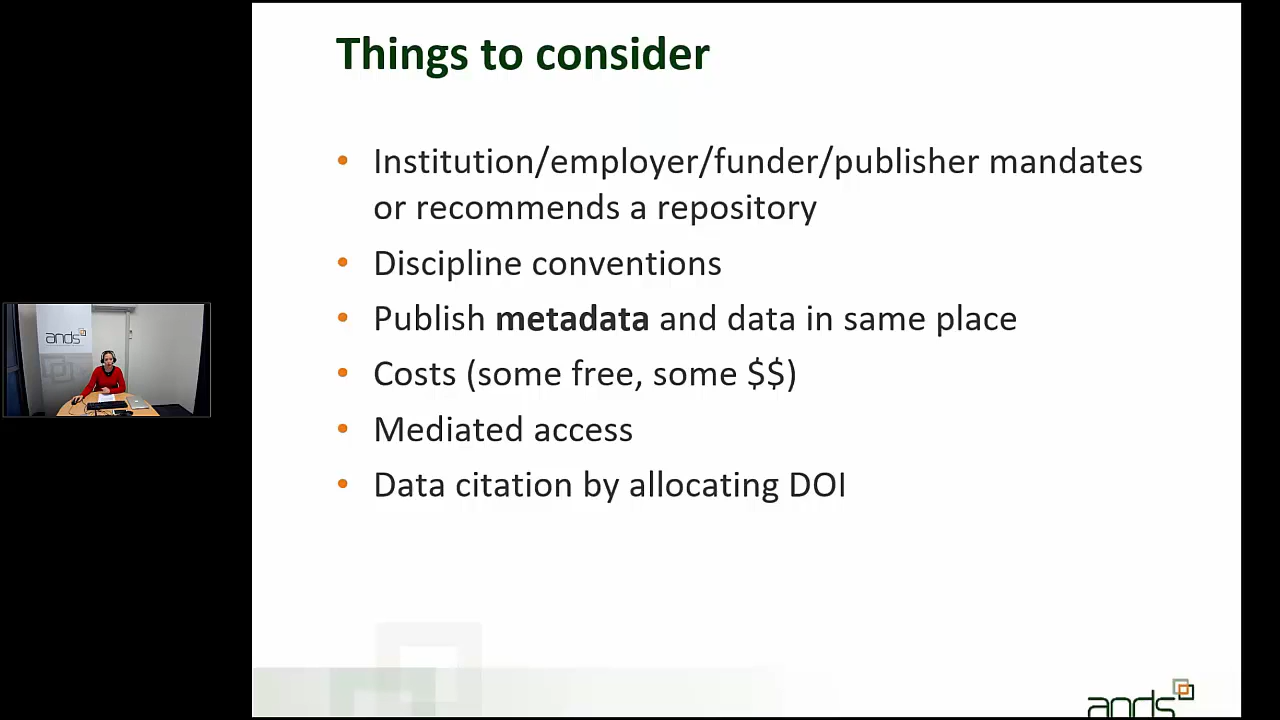 Things to consider
• Institution/employer/funder/publisher mandates
or recommends a repository
• Discipline conventions
• Publish metadata and data in same place
• Costs (some free, some $$)
• Mediated access
• Data citation by allocating DOI
ands
ands